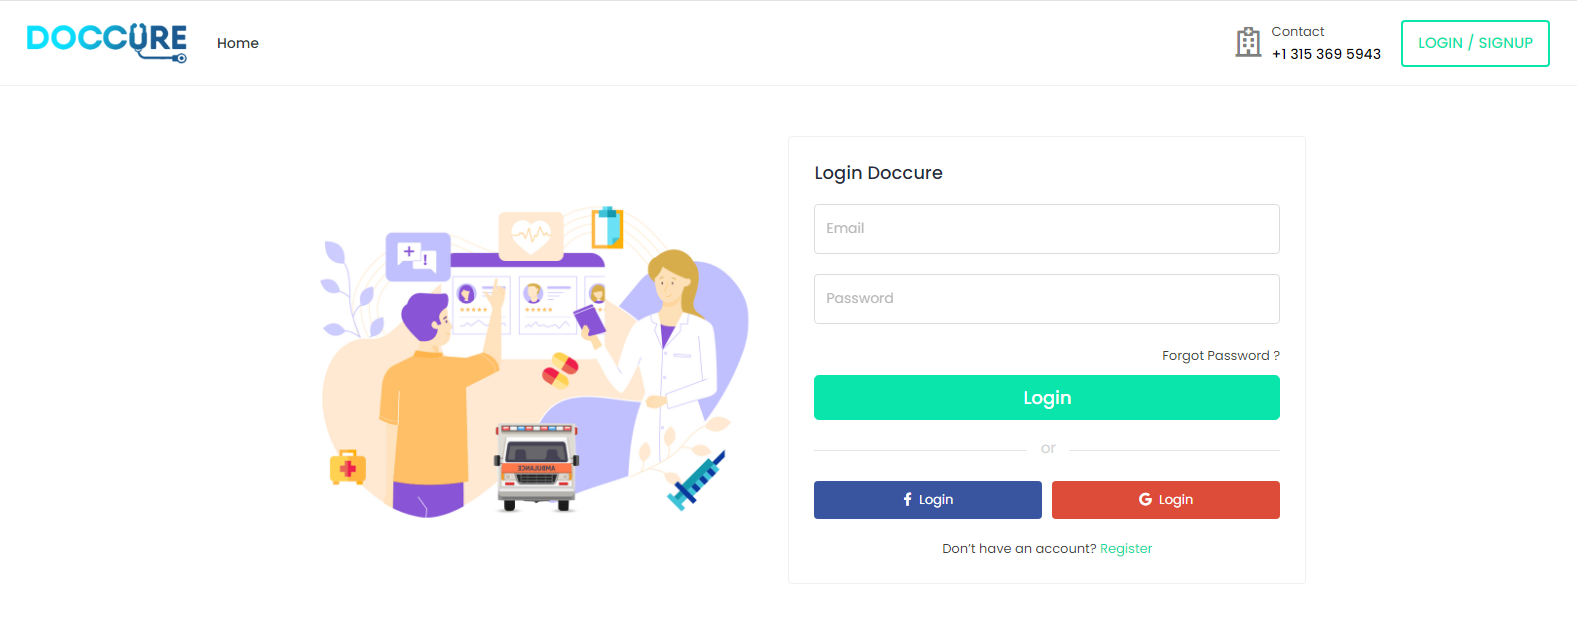 DOCCURE
Home
Contact
+1 315 369 5943
LOGIN / SIGNUP
Login Doccure
Email
Password
Forgot Password ?
Login
or
f Login
G Login
Don't have an account? Register
AMBULANCE